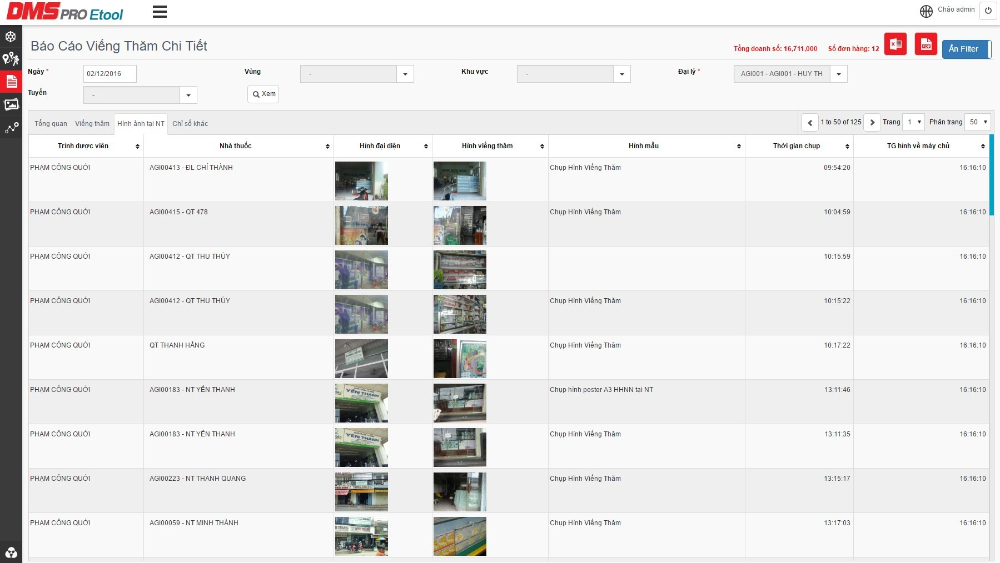 DMS PRO Etool
Chào admin
Báo Cáo Viếng Thăm Chi Tiết
Tổng doanh số: 16,711,000 Số đơn hàng: 12
Ẩn Filter
Ngày * 02/12/2016 Vùng - Khu vực - Đại lý * AGI001 - AGI001 - HUY TH
Tuyến - Xem
Tổng quan Viếng thăm Hình ảnh tại NT Chỉ số khác
1 to 50 of 125 Trang 1 Phân trang 50
Trình dược viên Nhà thuốc Hình đại diện Hình viếng thăm Hình mẫu Thời gian chụp TG hình về máy chủ
PHẠM CÔNG QUỚI AGI00413 - ĐL CHÍ THÀNH Chụp Hình Viếng Thăm 09:54:20 16:16:10
PHẠM CÔNG QUỚI AGI00415 - QT 478 Chụp Hình Viếng Thăm 10:04:59 16:16:10
PHẠM CÔNG QUỚI AGI00412 - QT THU THỦY 10:15:59 16:16:10
PHẠM CÔNG QUỚI AGI00412 - QT THU THỦY Chụp Hình Viếng Thăm 10:15:22 16:16:10
PHẠM CÔNG QUỚI QT THANH HẰNG Chụp Hình Viếng Thăm 10:17:22 16:16:10
THANH HẰNG
PHẠM CÔNG QUỚI AGI00183 - NT YẾN THANH Chụp hình poster A3 HHNN tại NT 13:11:46 16:16:10
YẾN THANH
PHẠM CÔNG QUỚI AGI00183 - NT YẾN THANH Chụp Hình Viếng Thăm 13:11:35 16:16:10
YẾN THANH
PHẠM CÔNG QUỚI AGI00223 - NT THANH QUANG Chụp Hình Viếng Thăm 13:15:17 16:16:10
PHẠM CÔNG QUỚI AGI00059 - NT MINH THÀNH Chụp Hình Viếng Thăm 13:17:03 16:16:10